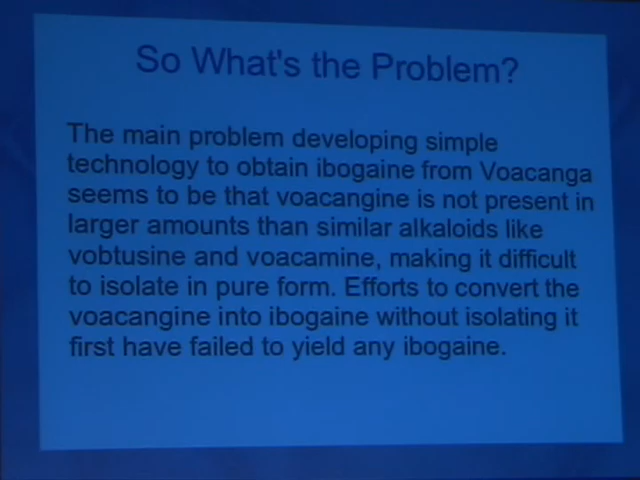 So What's the Problem?
The main problem developing simple
technology to obtain ibogaine from Voacanga
seems to be that voacangine is not present in
larger amounts than similar alkaloids like
vobtusine and voacamine, making it difficult
to isolate in pure form. Efforts to convert the
voacangine into ibogaine without isolating it
first have failed to yield any ibogaine.